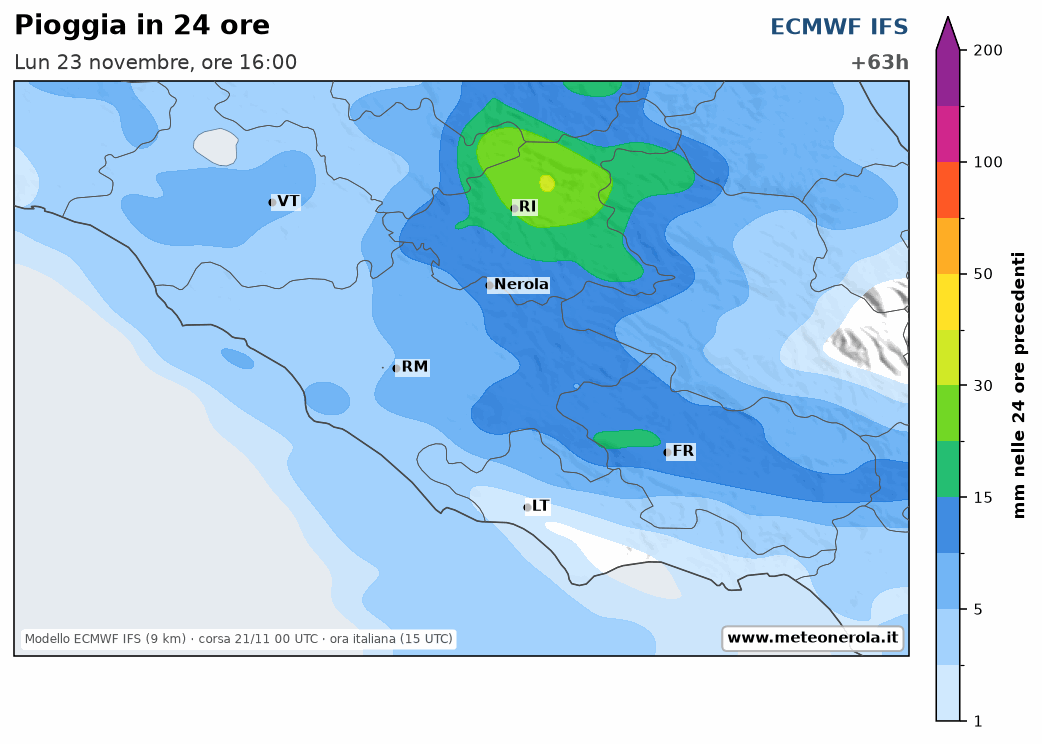 Pioggia in 24 ore
ECMWF IFS
Lun 23 novembre, ore 16:00
+63h
VT
RI
Nerola
RM
FR
LT
Modello ECMWF IFS (9 km) · corsa 21/11 00 UTC · ora italiana (15 UTC)
www.meteonerola.it
200
100
50
30
15
5
1
mm nelle 24 ore precedenti